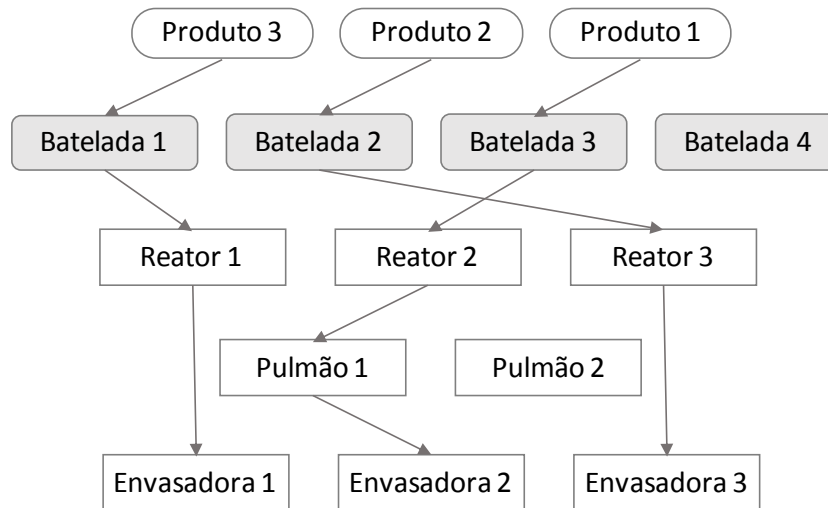 Produto 3
Produto 2
Produto 1
Batelada 1
Batelada 2
Batelada 3
Batelada 4
Reator 1
Reator 2
Reator 3
Pulmão 1
Pulmão 2
Envasadora 1
Envasadora 2
Envasadora 3